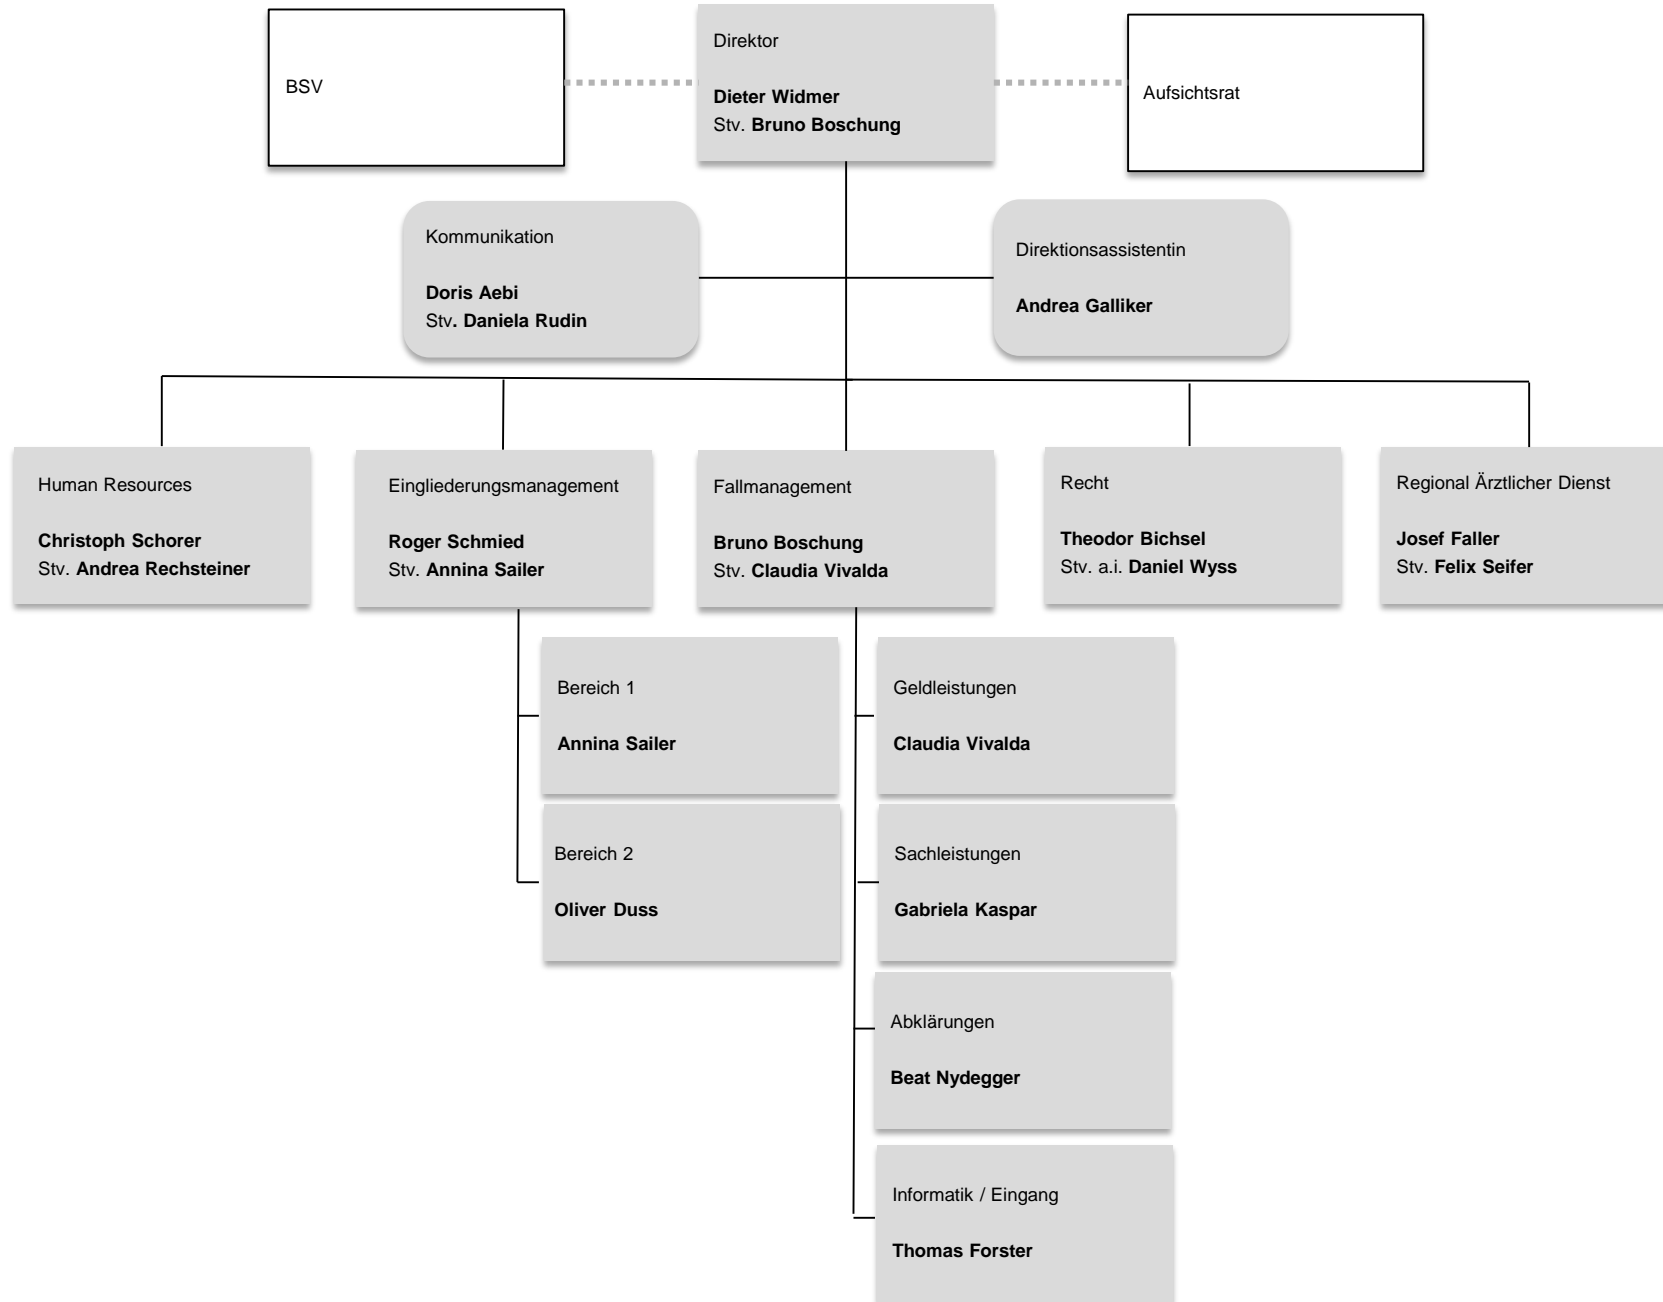 BSV
Direktor
Dieter Widmer
Stv. Bruno Boschung
Aufsichtsrat
Kommunikation
Doris Aebi
Stv. Daniela Rudin
Direktionsassistentin
Andrea Galliker
Human Resources
Christoph Schorer
Stv. Andrea Rechsteiner
Eingliederungsmanagement
Roger Schmied
Stv. Annina Sailer
Fallmanagement
Bruno Boschung
Stv. Claudia Vivalda
Recht
Theodor Bichsel
Stv. a.i. Daniel Wyss
Regional Ärztlicher Dienst
Josef Faller
Stv. Felix Seifer
Bereich 1
Annina Sailer
Bereich 2
Oliver Duss
Geldleistungen
Claudia Vivalda
Sachleistungen
Gabriela Kaspar
Abklärungen
Beat Nydegger
Informatik / Eingang
Thomas Forster